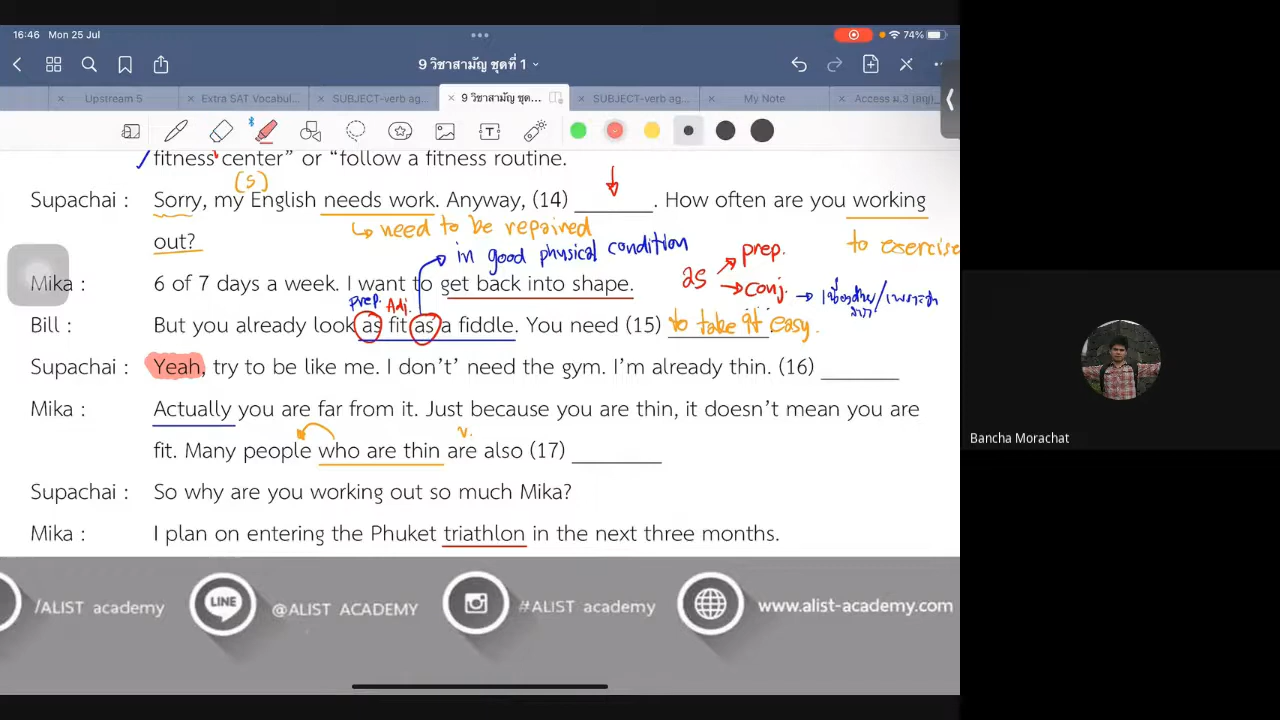 16:46 Mon 25 Jul
74%
9 วิชาสามัญ ชุดที่ 1
Upstream 5
Extra SAT Vocabul...
SUBJECT-verb ag...
9 วิชาสามัญ ชุด...
SUBJECT-verb ag...
My Note
Access ม.3 (ครู)_
fitness center” or “follow a fitness routine.
(s)
Supachai : Sorry, my English needs work. Anyway, (14) ________. How often are you working
need to be repaired
out?
to exercise
in good physical condition
prep.
Mika : 6 of 7 days a week. I want to get back into shape.
as
conj.
prep. Adj.
Bill : But you already look as fit as a fiddle. You need (15) to take it easy.
Supachai : Yeah, try to be like me. I don’t’ need the gym. I’m already thin. (16) ________
Mika : Actually you are far from it. Just because you are thin, it doesn’t mean you are
v.
fit. Many people who are thin are also (17) ________
Supachai : So why are you working out so much Mika?
Mika : I plan on entering the Phuket triathlon in the next three months.
/ALIST academy
LINE
@ALIST ACADEMY
#ALIST academy
www.alist-academy.com
Bancha Morachat